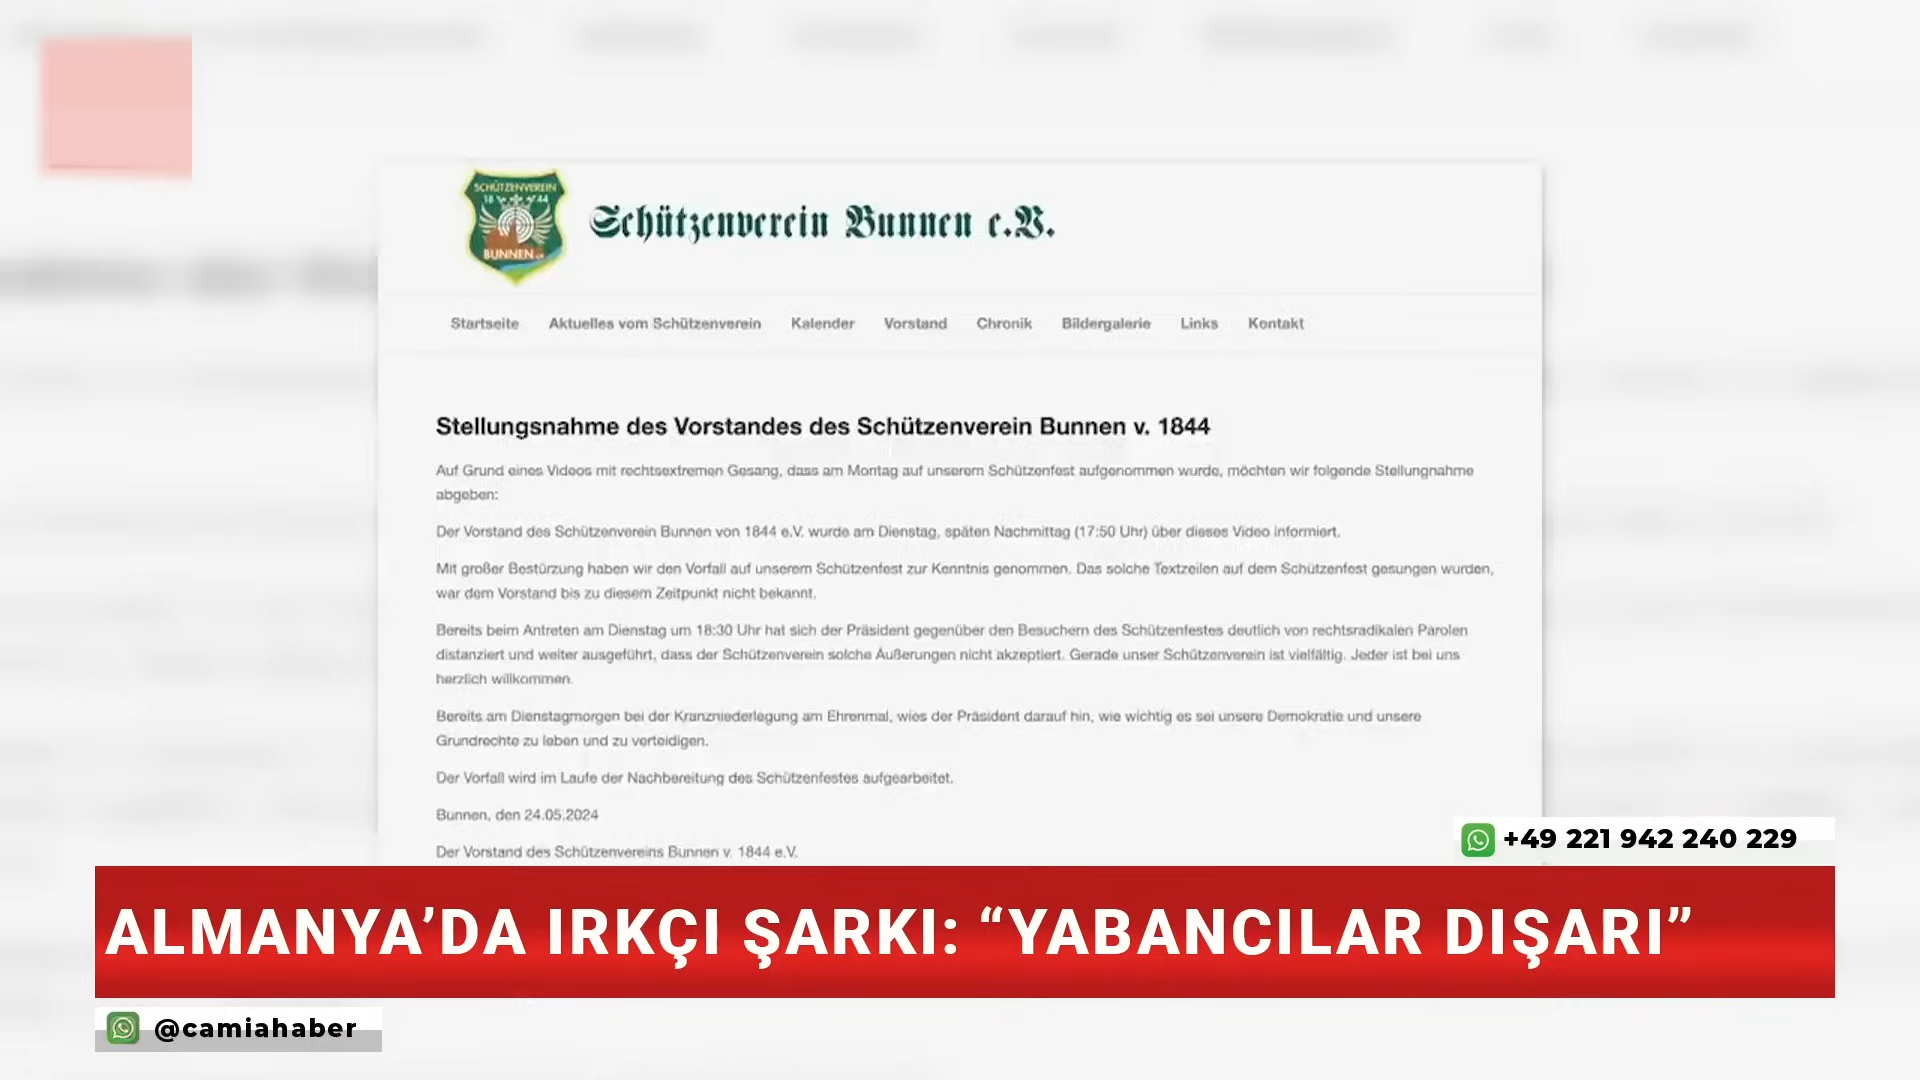 SCHÜTZENVEREIN
18 44
BUNNEN e.V.
Schützenverein Bunnen e.V.
Startseite Aktuelles vom Schützenverein Kalender Vorstand Chronik Bildergalerie Links Kontakt
Stellungsnahme des Vorstandes des Schützenverein Bunnen v. 1844
Auf Grund eines Videos mit rechtsextremen Gesang, dass am Montag auf unserem Schützenfest aufgenommen wurde, möchten wir folgende Stellungnahme
abgeben:
Der Vorstand des Schützenverein Bunnen von 1844 e.V. wurde am Dienstag, späten Nachmittag (17:50 Uhr) über dieses Video informiert.
Mit großer Bestürzung haben wir den Vorfall auf unserem Schützenfest zur Kenntnis genommen. Das solche Textzeilen auf dem Schützenfest gesungen wurden,
war dem Vorstand bis zu diesem Zeitpunkt nicht bekannt.
Bereits beim Antreten am Dienstag um 18:30 Uhr hat sich der Präsident gegenüber den Besuchern des Schützenfestes deutlich von rechtsradikalen Parolen
distanziert und weiter ausgeführt, dass der Schützenverein solche Äußerungen nicht akzeptiert. Gerade unser Schützenverein ist vielfältig. Jeder ist bei uns
herzlich willkommen.
Bereits am Dienstagmorgen bei der Kranzniederlegung am Ehrenmal, wies der Präsident darauf hin, wie wichtig es sei unsere Demokratie und unsere
Grundrechte zu leben und zu verteidigen.
Der Vorfall wird im Laufe der Nachbereitung des Schützenfestes aufgearbeitet.
Bunnen, den 24.05.2024
Der Vorstand des Schützenvereins Bunnen v. 1844 e.V.
+49 221 942 240 229
ALMANYA’DA IRKÇI ŞARKI: “YABANCILAR DIŞARI”
@camiahaber